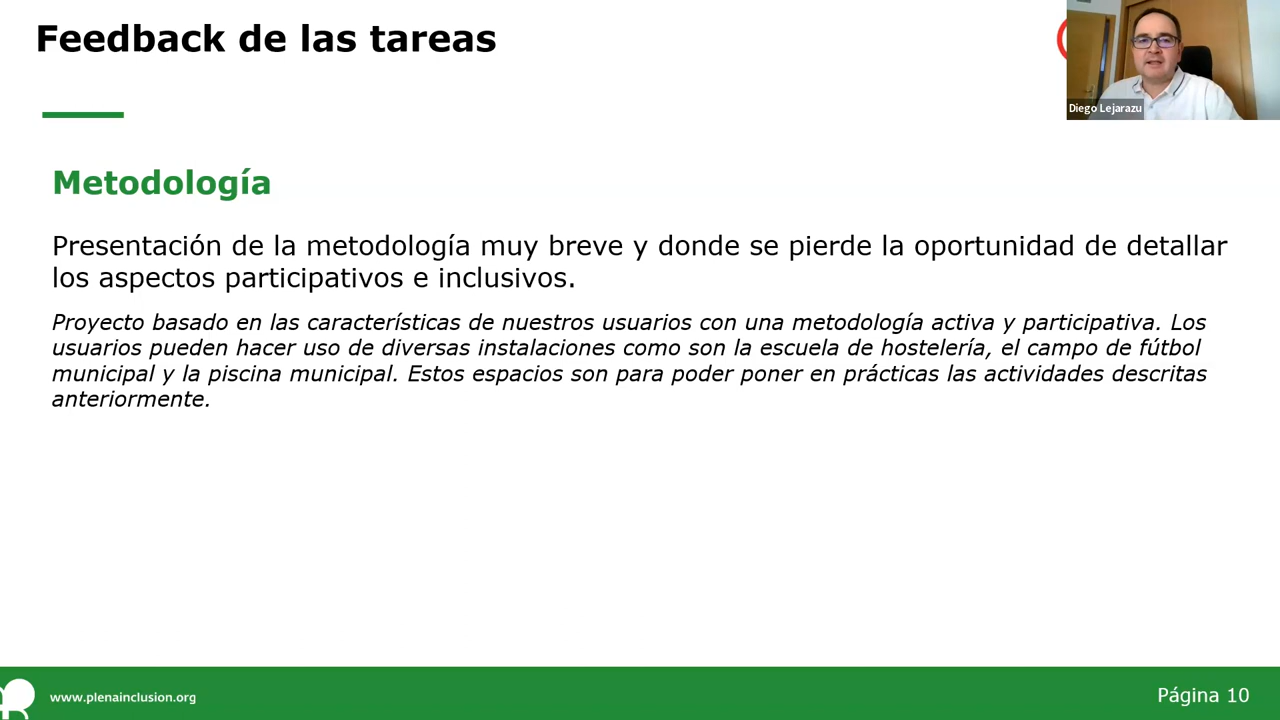 Feedback de las tareas
Diego Lejarazu
Metodología
Presentación de la metodología muy breve y donde se pierde la oportunidad de detallar
los aspectos participativos e inclusivos.
Proyecto basado en las características de nuestros usuarios con una metodología activa y participativa. Los
usuarios pueden hacer uso de diversas instalaciones como son la escuela de hostelería, el campo de fútbol
municipal y la piscina municipal. Estos espacios son para poder poner en prácticas las actividades descritas
anteriormente.
www.plenainclusion.org
Página 10